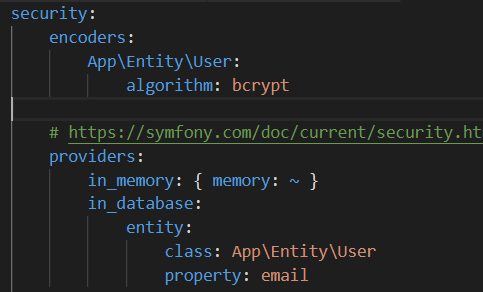 security:
    encoders:
        App\Entity\User:
            algorithm: bcrypt

    # https://symfony.com/doc/current/security.ht
    providers:
        in_memory: { memory: ~ }
        in_database:
            entity:
                class: App\Entity\User
                property: email